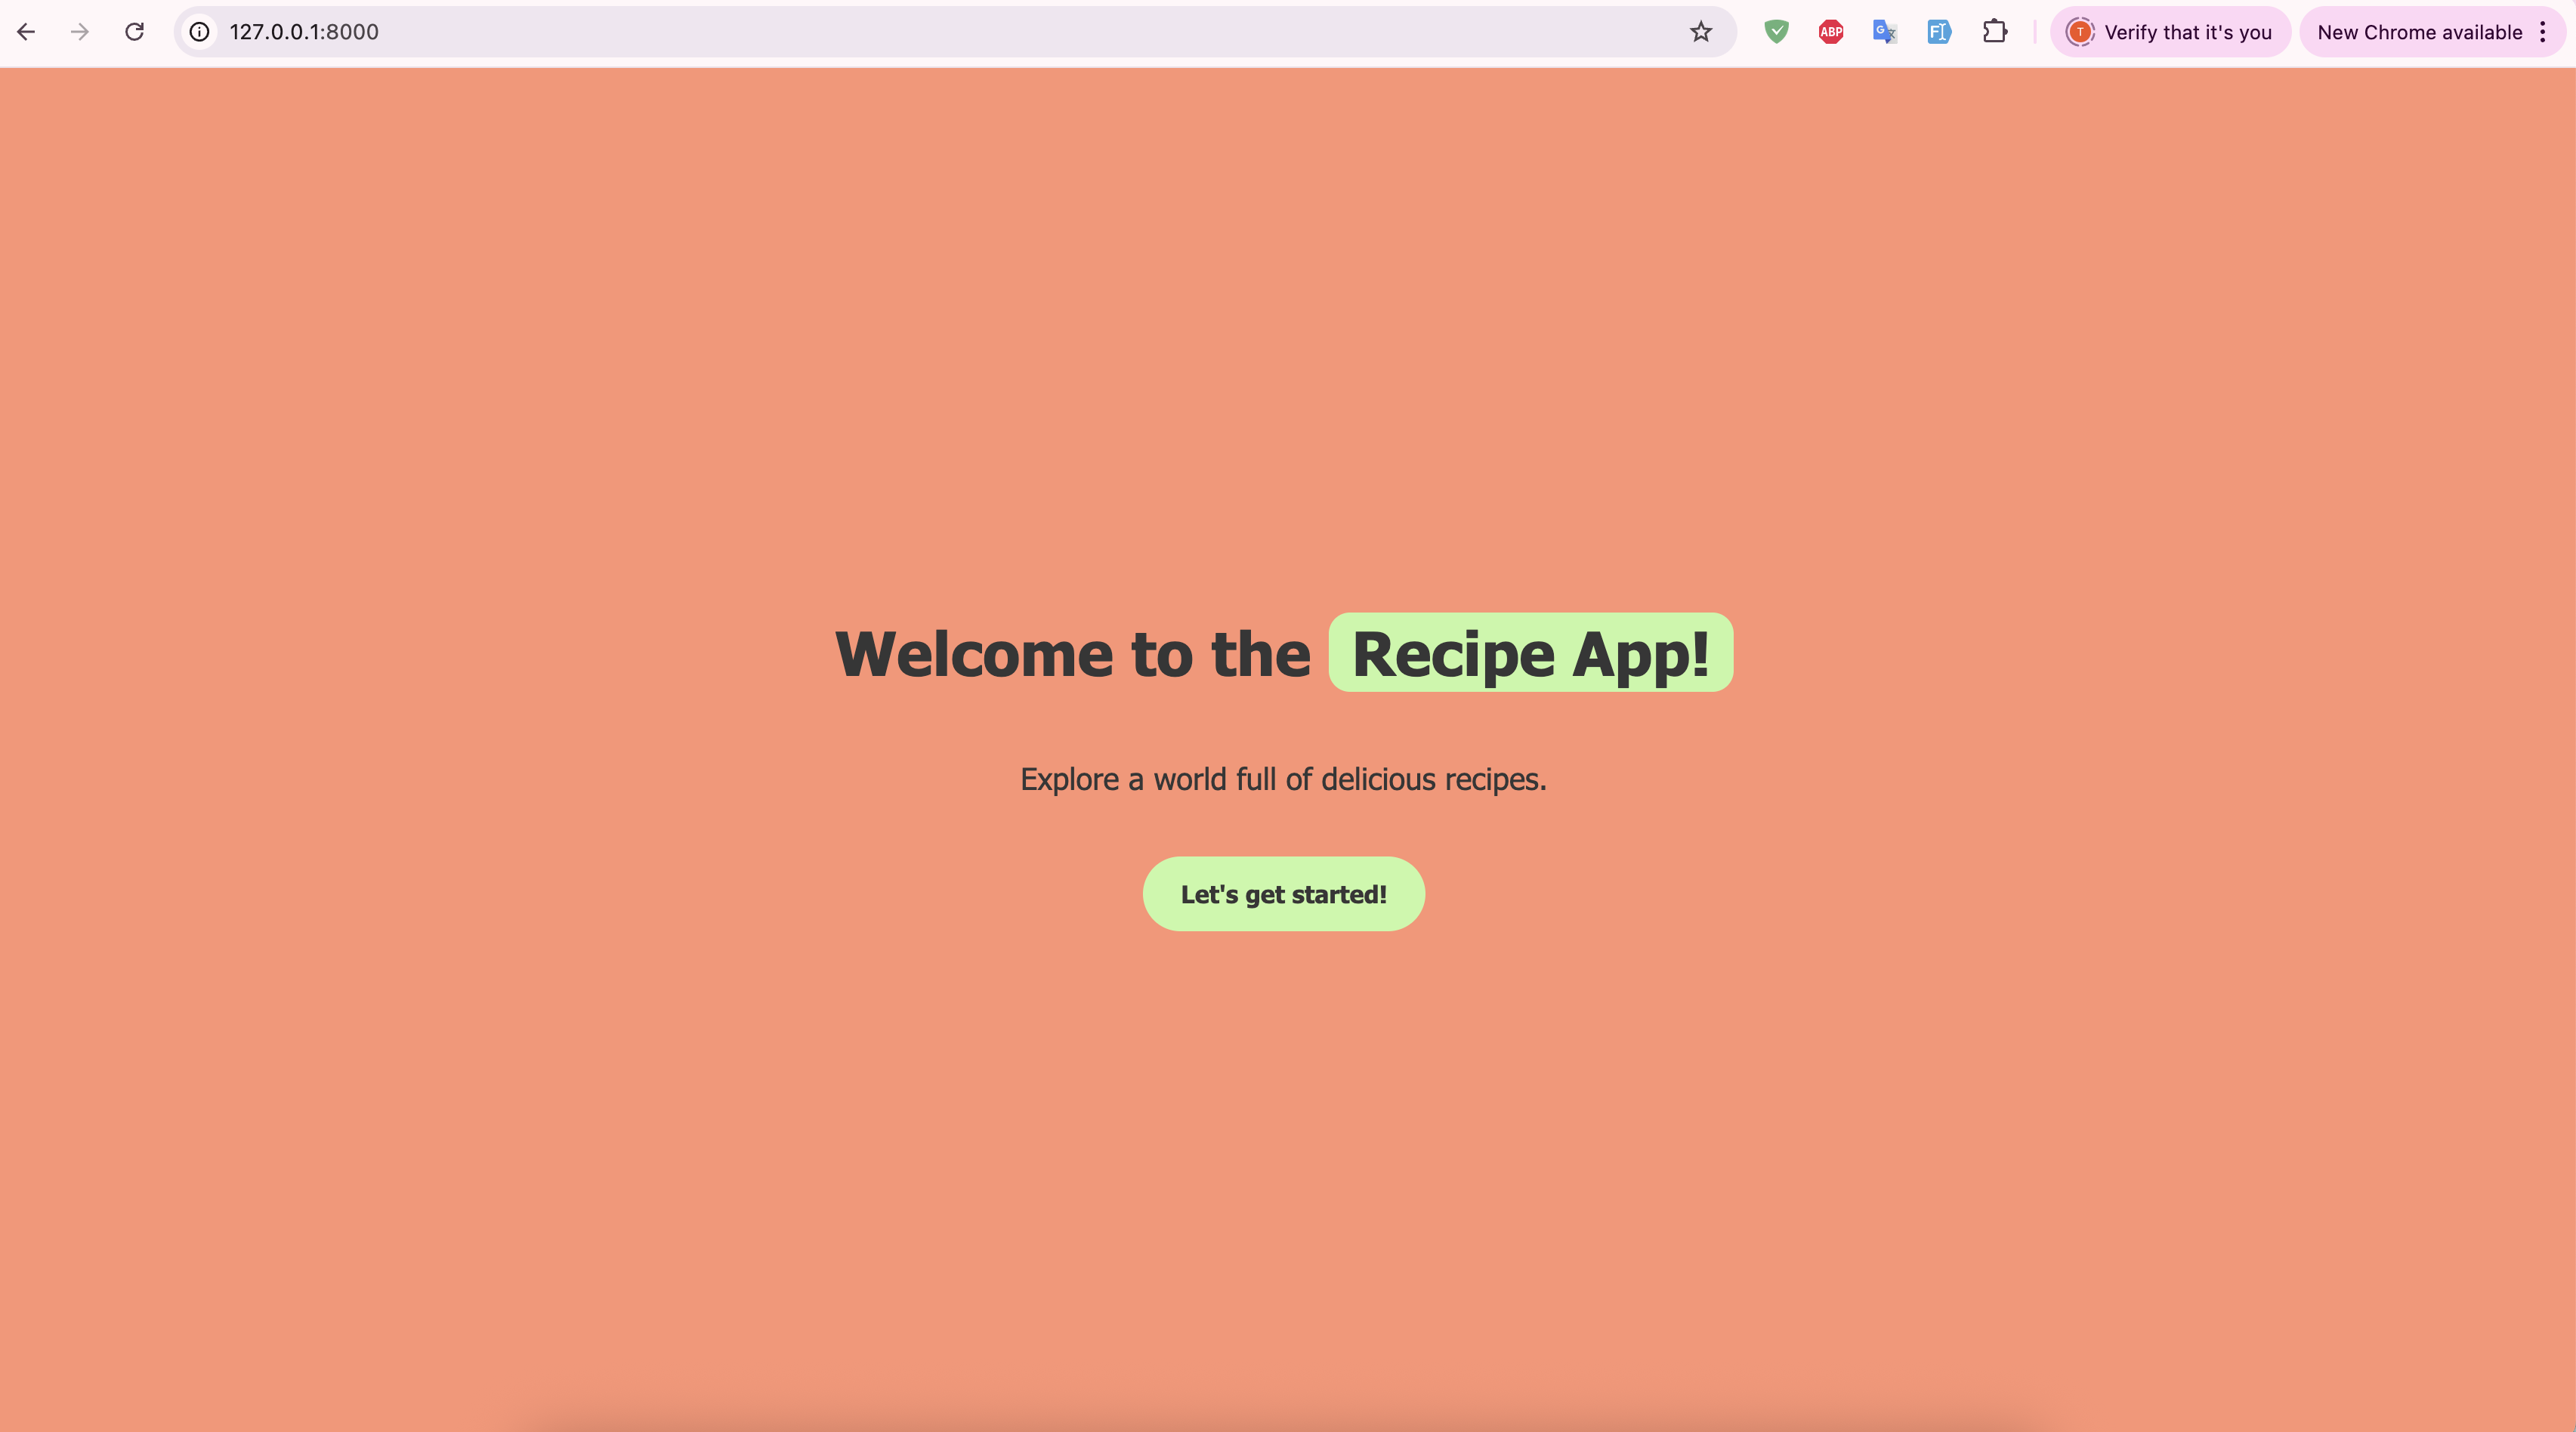 127.0.0.1:8000
ABP
G
T
Verify that it's you
New Chrome available
Welcome to the Recipe App!
Explore a world full of delicious recipes.
Let's get started!